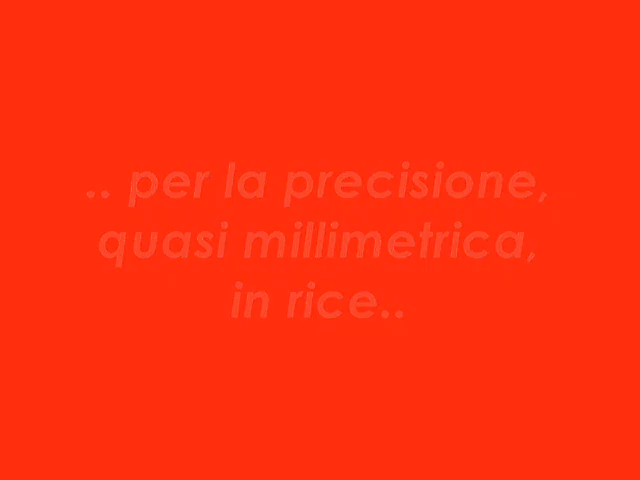 .. per la precisione,
quasi millimetrica,
in rice..